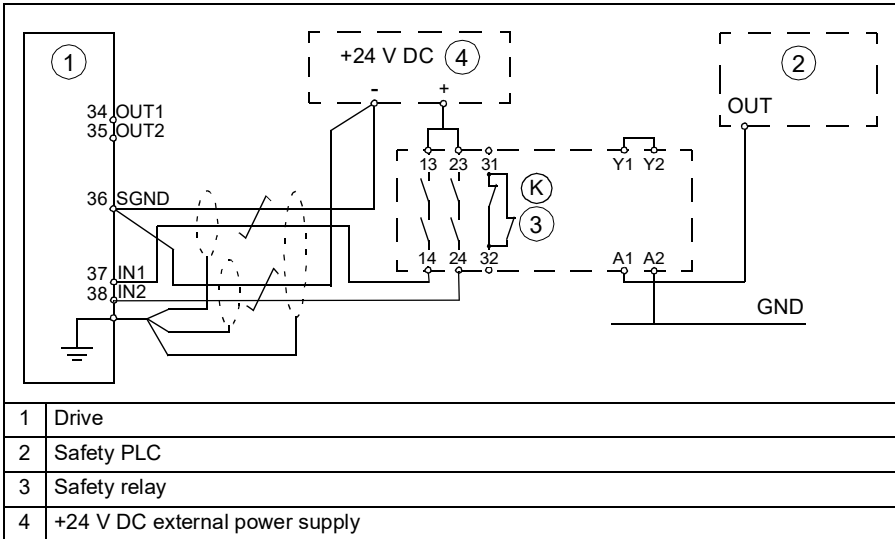 1
+24 V DC 4
2
- +
OUT
34 OUT1
35 OUT2
13 23 31 Y1 Y2
K
36 SGND
3
14 24 32 A1 A2
37 IN1
38 IN2
GND
1 Drive
2 Safety PLC
3 Safety relay
4 +24 V DC external power supply